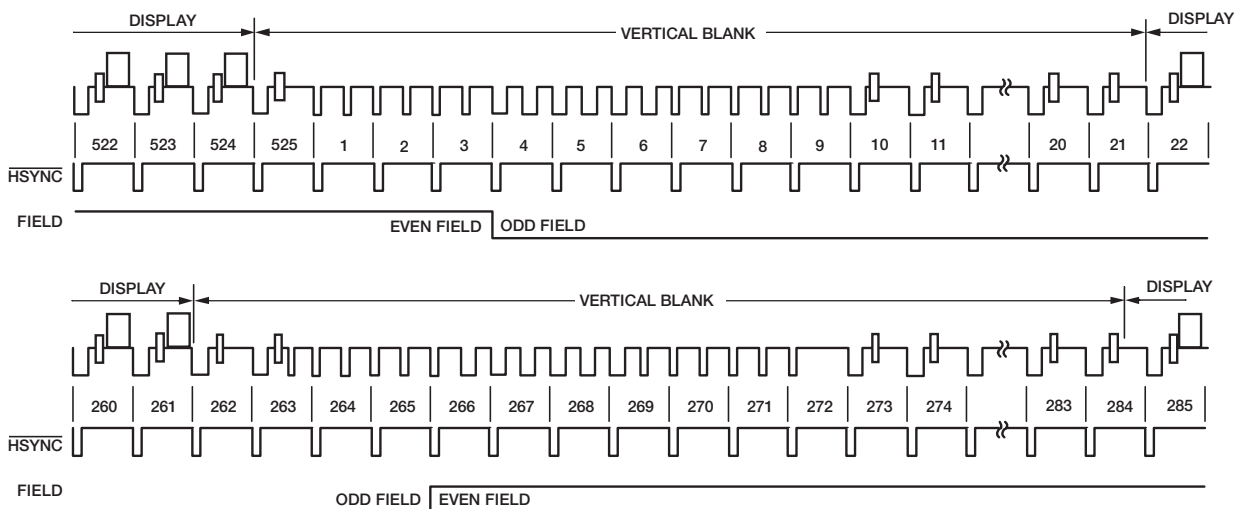 DISPLAY VERTICAL BLANK DISPLAY
522 523 524 525 1 2 3 4 5 6 7 8 9 10 11 20 21 22
HSYNC
FIELD EVEN FIELD ODD FIELD
DISPLAY VERTICAL BLANK DISPLAY
260 261 262 263 264 265 266 267 268 269 270 271 272 273 274 283 284 285
HSYNC
FIELD ODD FIELD EVEN FIELD